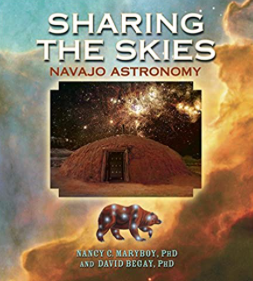 SHARING
THE SKIES
NAVAJO ASTRONOMY
NANCY C. MARYBOY, PHD
AND DAVID BEGAY, PHD